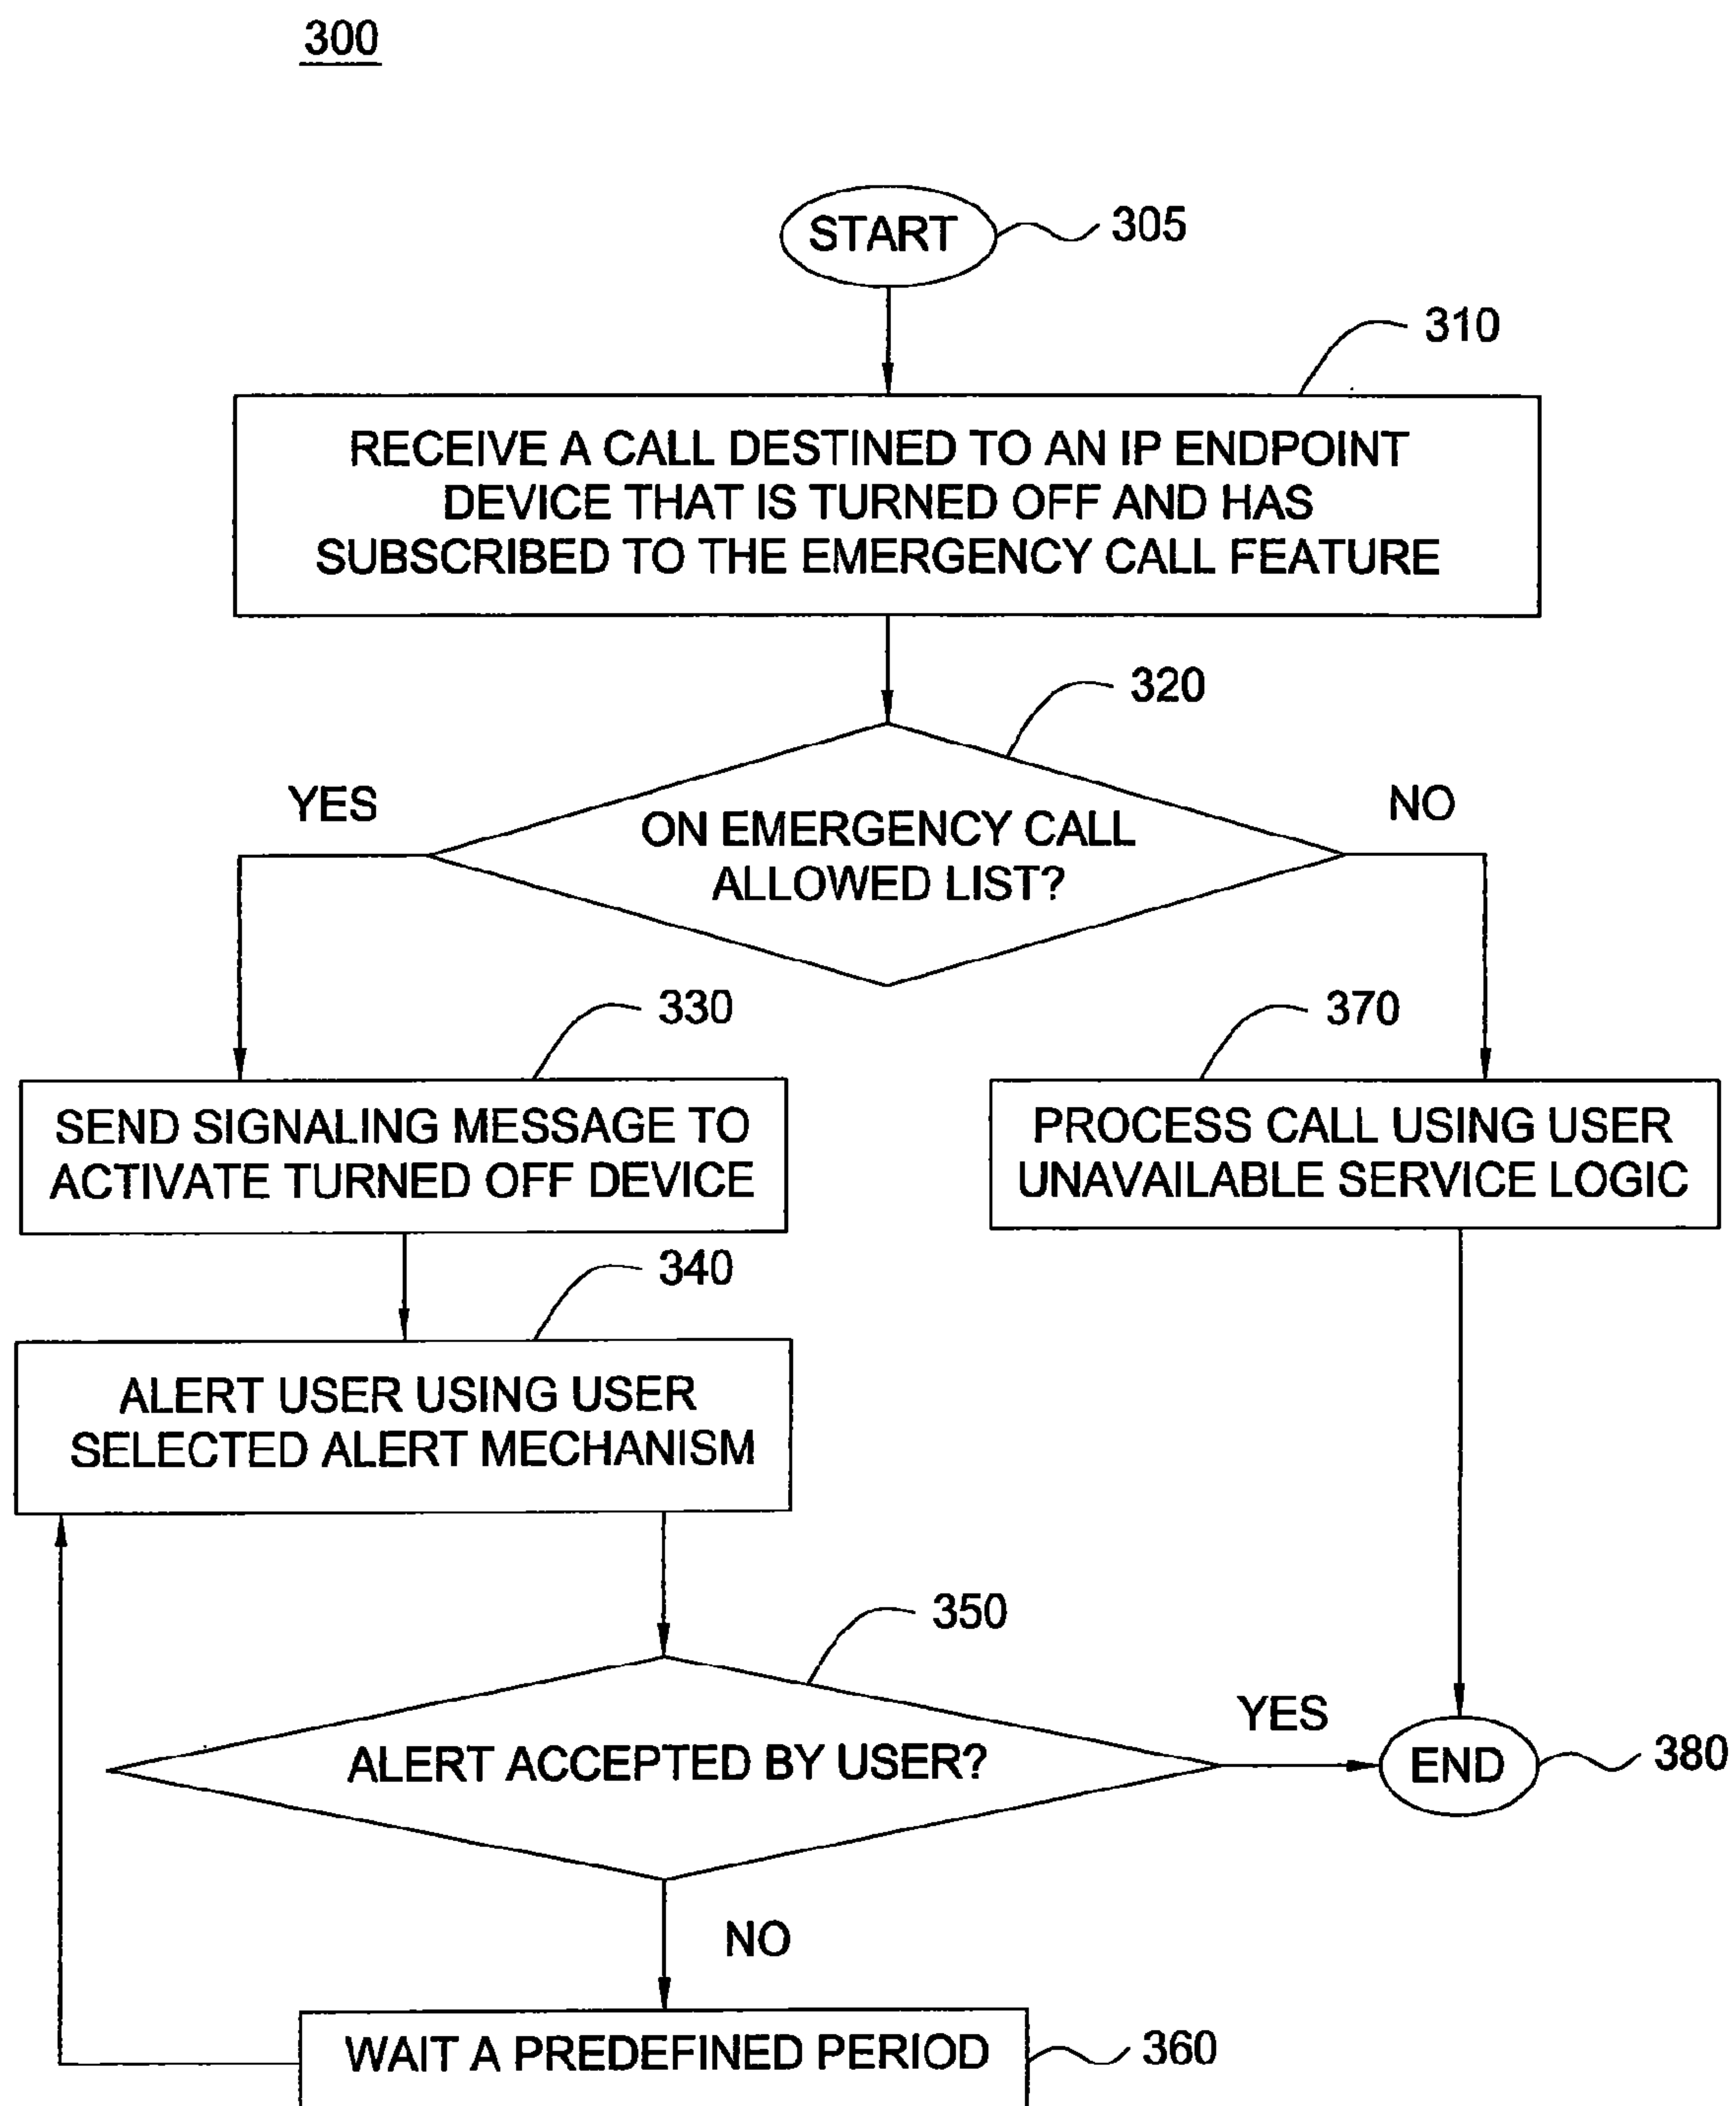 300
START
305
310
RECEIVE A CALL DESTINED TO AN IP ENDPOINT
DEVICE THAT IS TURNED OFF AND HAS
SUBSCRIBED TO THE EMERGENCY CALL FEATURE
320
YES
NO
ON EMERGENCY CALL
ALLOWED LIST?
330
370
SEND SIGNALING MESSAGE TO
ACTIVATE TURNED OFF DEVICE
PROCESS CALL USING USER
UNAVAILABLE SERVICE LOGIC
340
ALERT USER USING USER
SELECTED ALERT MECHANISM
350
ALERT ACCEPTED BY USER?
YES
END
380
NO
WAIT A PREDEFINED PERIOD
360